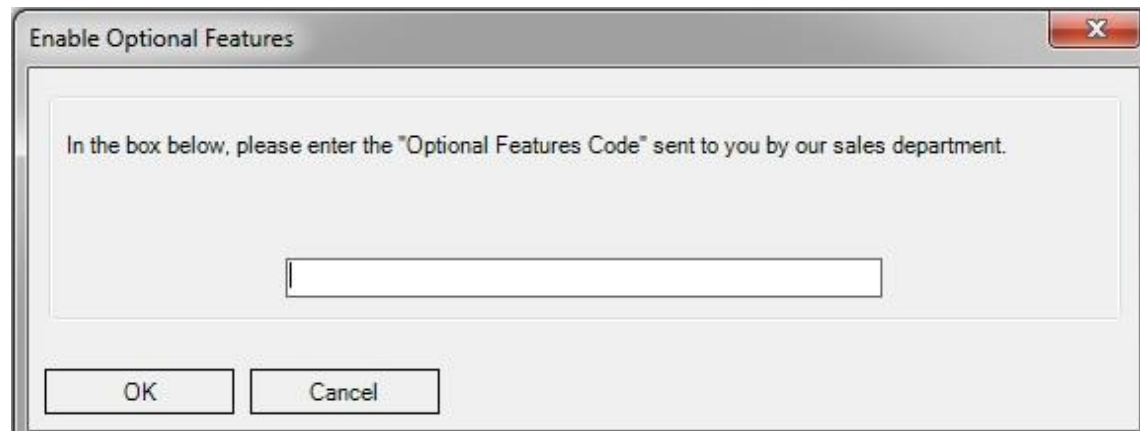 Enable Optional Features
In the box below, please enter the "Optional Features Code" sent to you by our sales department.
OK
Cancel